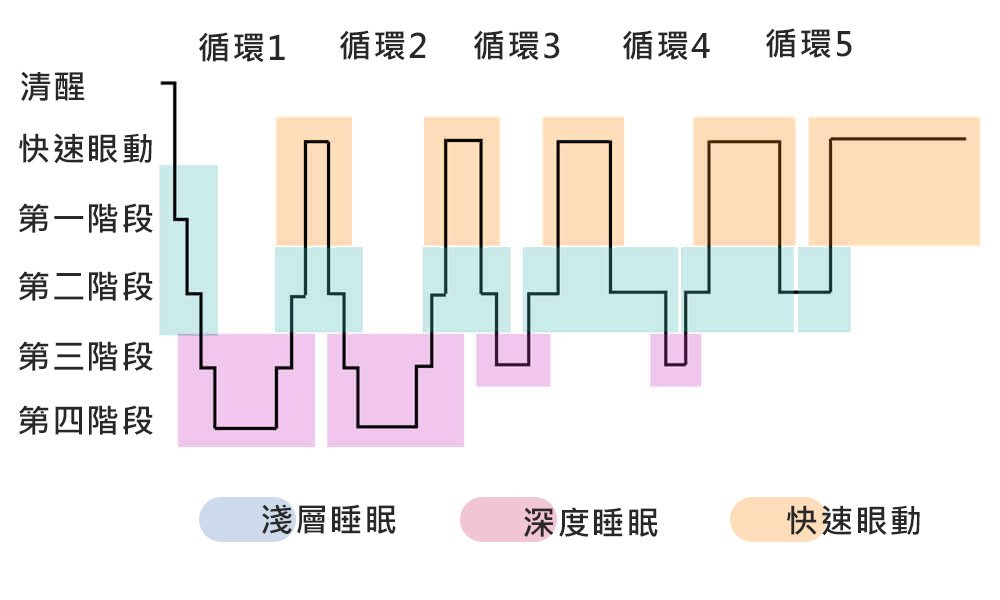 循環1 循環2 循環3 循環4 循環5
清醒
快速眼動
第一階段
第二階段
第三階段
第四階段
淺層睡眠 深度睡眠 快速眼動